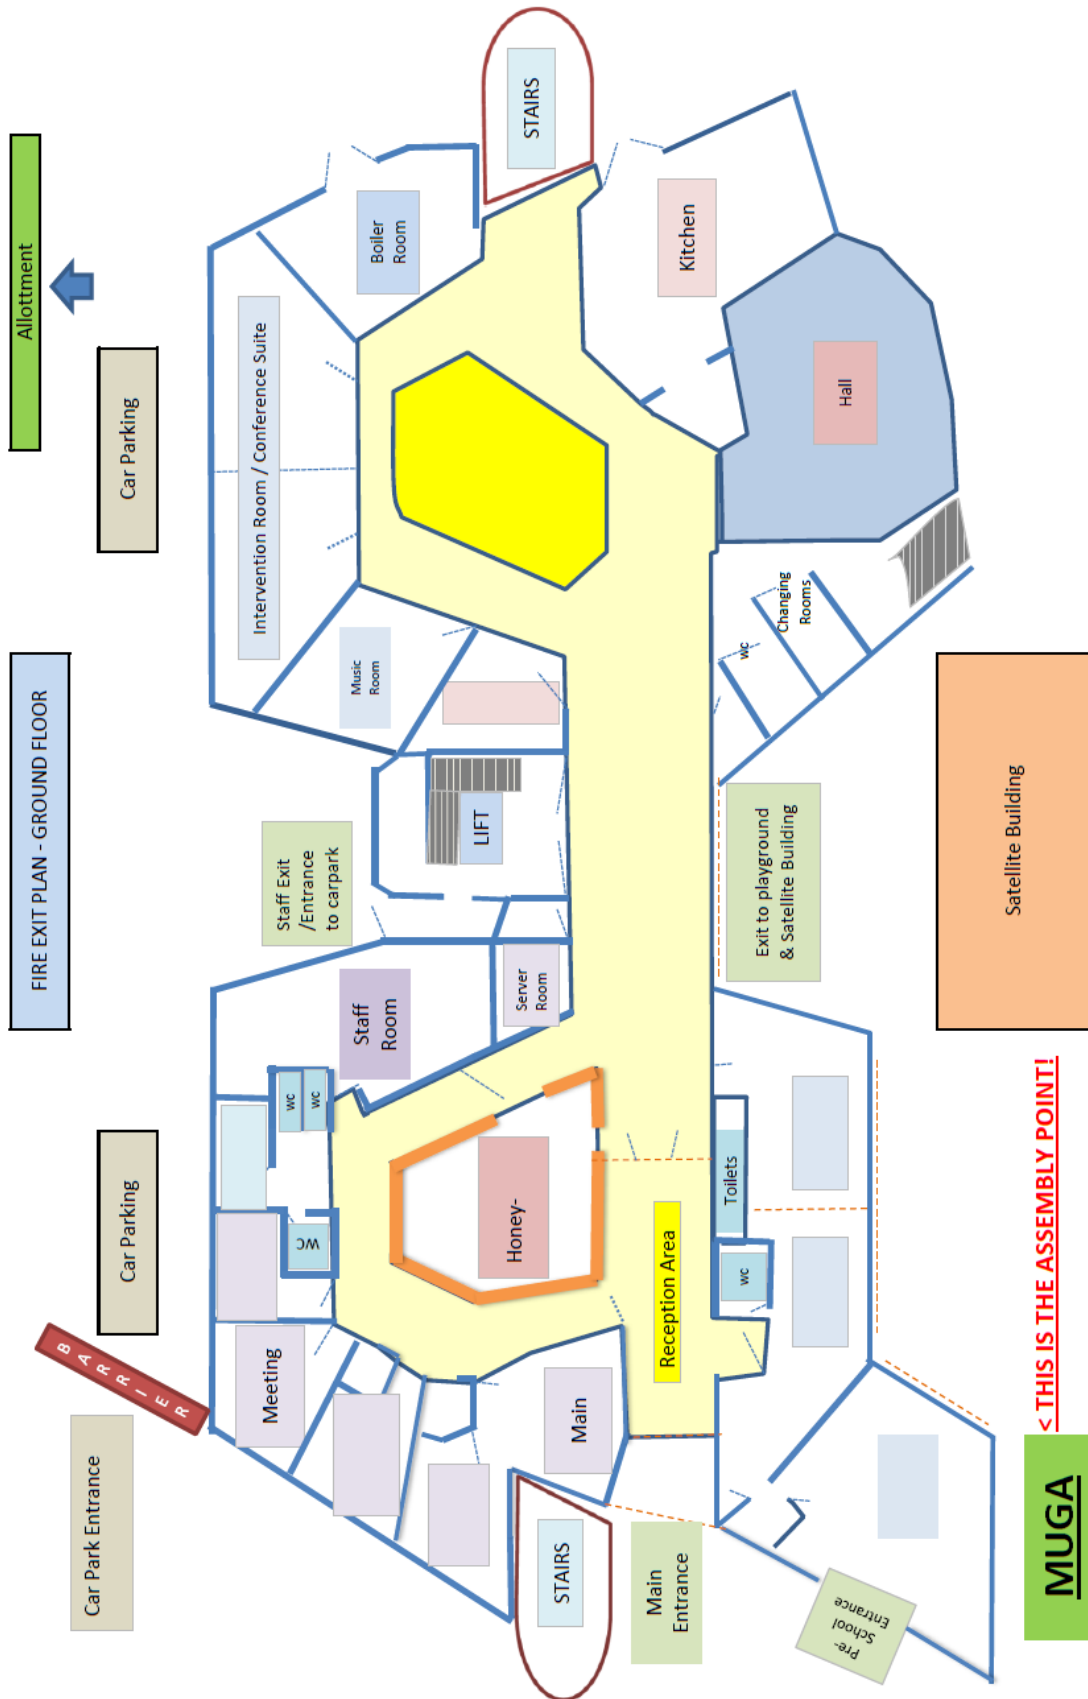 FIRE EXIT PLAN - GROUND FLOOR
Allottment
Car Park Entrance
Car Parking
Car Parking
BARRIER
Meeting
WC
wc
wc
Staff
Room
Staff Exit
/Entrance
to carpark
Music
Room
Intervention Room / Conference Suite
Boiler
Room
STAIRS
STAIRS
Main
Honey-
Server
Room
LIFT
Kitchen
Main
Entrance
Reception Area
wc
Toilets
Exit to playground
& Satellite Building
wc
Changing
Rooms
Hall
Pre-
School
Entrance
Satellite Building
MUGA
< THIS IS THE ASSEMBLY POINT!